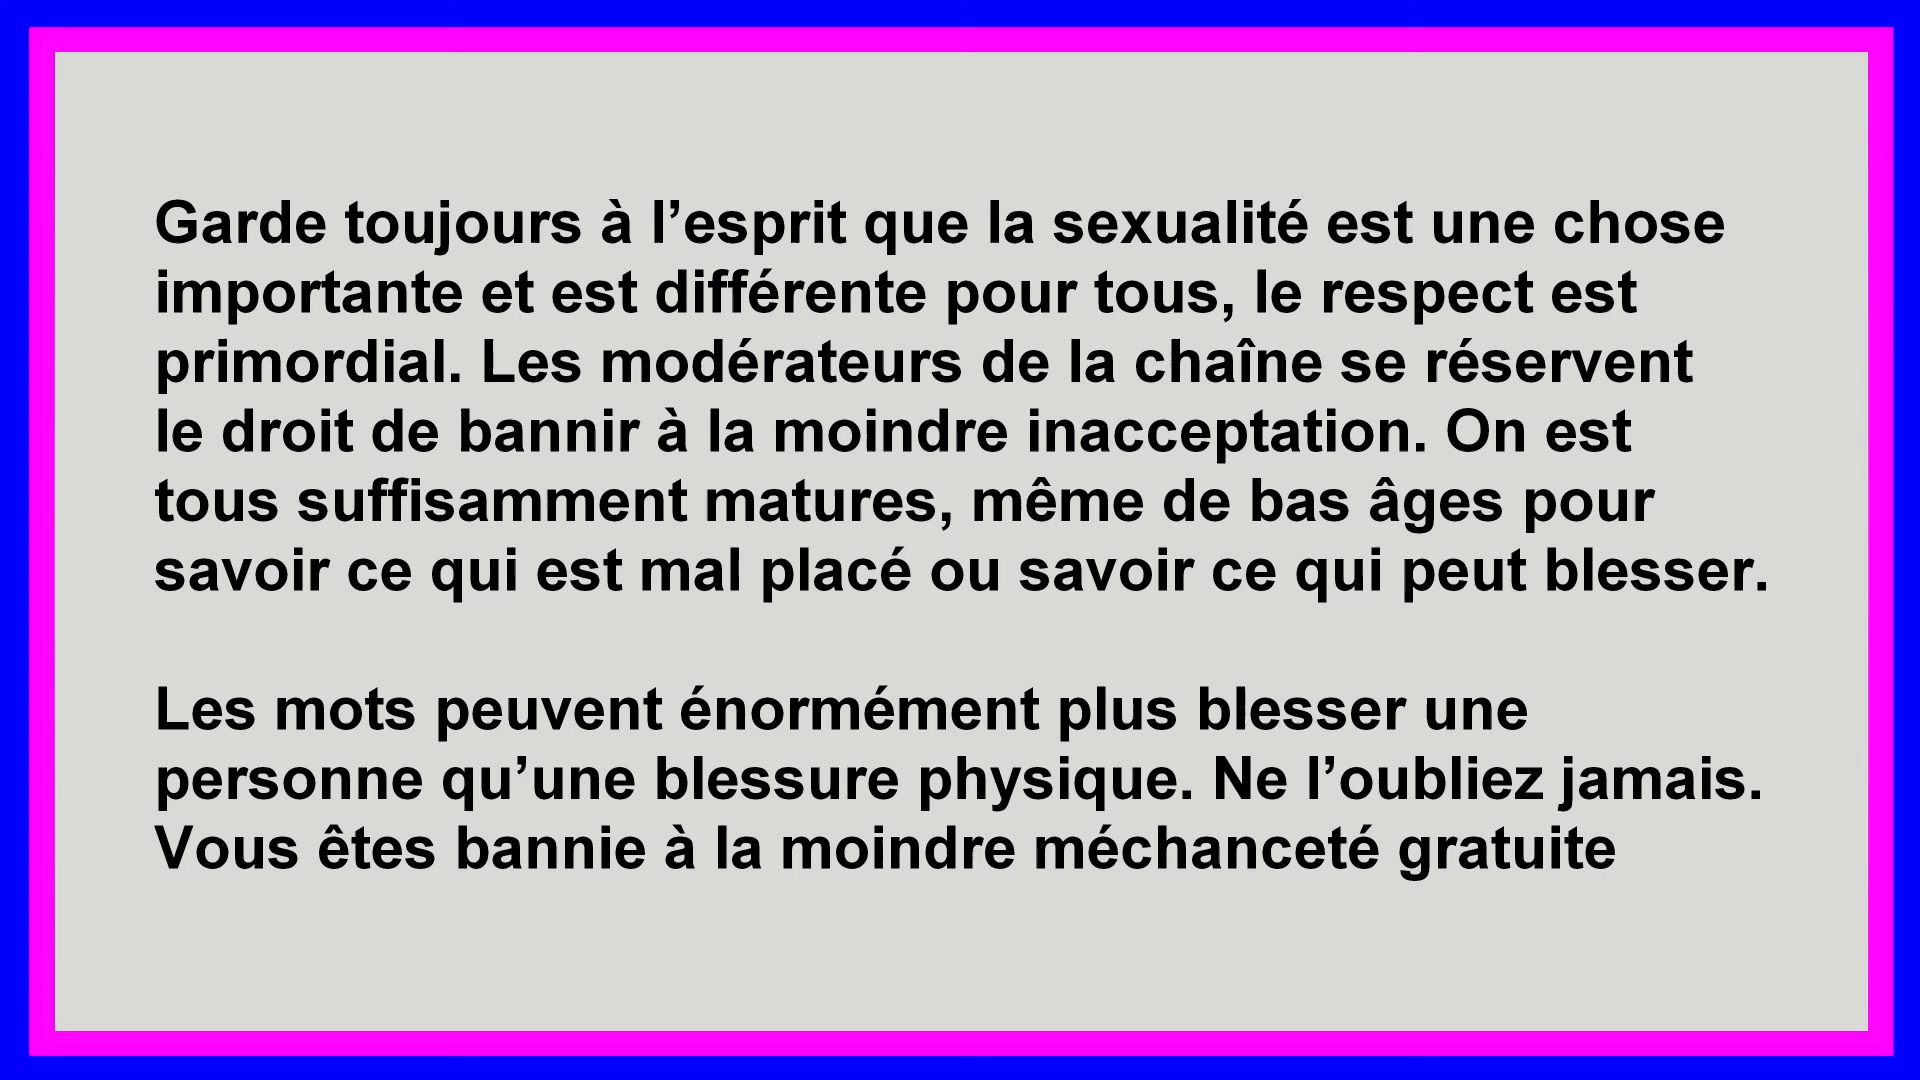 Garde toujours à l’esprit que la sexualité est une chose
importante et est différente pour tous, le respect est
primordial. Les modérateurs de la chaîne se réservent
le droit de bannir à la moindre inacceptation. On est
tous suffisamment matures, même de bas âges pour
savoir ce qui est mal placé ou savoir ce qui peut blesser.
Les mots peuvent énormément plus blesser une
personne qu’une blessure physique. Ne l’oubliez jamais.
Vous êtes bannie à la moindre méchanceté gratuite